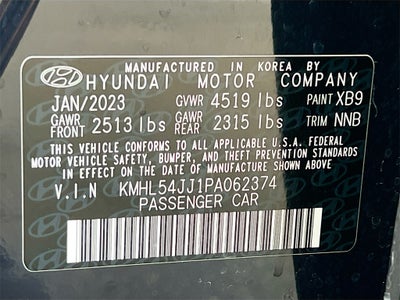 MANUFACTURED IN KOREA BY
HYUNDAI MOTOR COMPANY
JAN/2023 GVWR 4519 lbs PAINT XB9
GAWR FRONT 2513 lbs GAWR REAR 2315 lbs TRIM NNB
THIS VEHICLE CONFORMS TO ALL APPLICABLE U.S.A. FEDERAL
MOTOR VEHICLE SAFETY, BUMPER, AND THEFT PREVENTION STANDARDS
IN EFFECT ON THE DATE OF MANUFACTURE SHOWN ABOVE.
V.I.N KMHL54JJ1PA062374
PASSENGER CAR